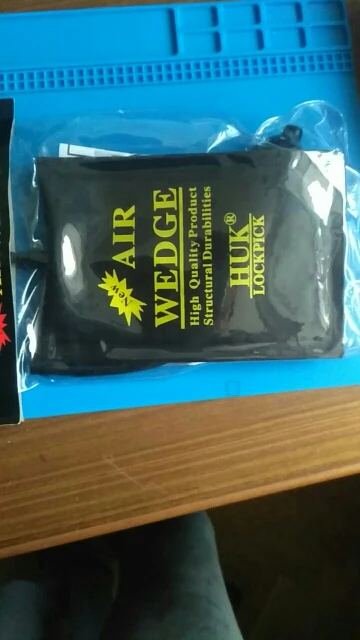 New
AIR
WEDGE
High Quality Product
Structural Durabilities
HUK®
LOCKPICK